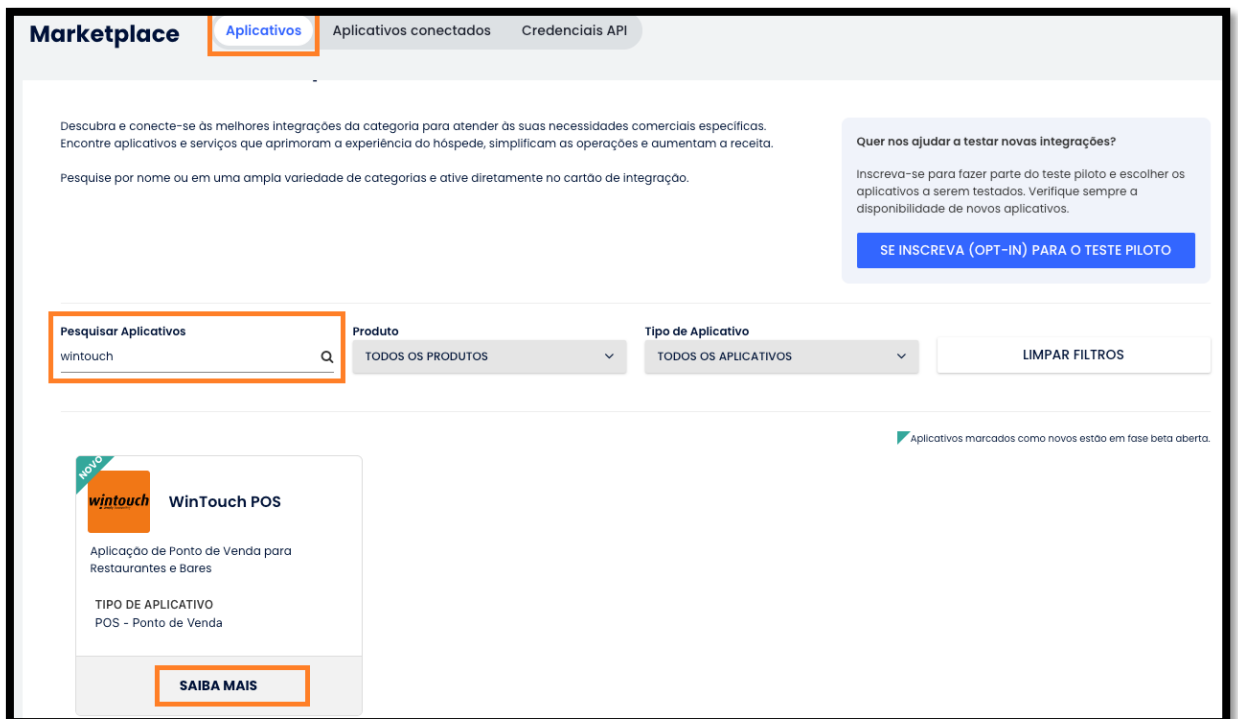 Marketplace
Aplicativos
Aplicativos conectados
Credenciais API
Descubra e conecte-se às melhores integrações da categoria para atender às suas necessidades comerciais específicas.
Encontre aplicativos e serviços que aprimoram a experiência do hóspede, simplificam as operações e aumentam a receita.
Pesquise por nome ou em uma ampla variedade de categorias e ative diretamente no cartão de integração.
Quer nos ajudar a testar novas integrações?
Inscreva-se para fazer parte do teste piloto e escolher os
aplicativos a serem testados. Verifique sempre a
disponibilidade de novos aplicativos.
SE INSCREVA (OPT-IN) PARA O TESTE PILOTO
Pesquisar Aplicativos
wintouch
Produto
TODOS OS PRODUTOS
Tipo de Aplicativo
TODOS OS APLICATIVOS
LIMPAR FILTROS
Aplicativos marcados como novos estão em fase beta aberta.
NOVO
wintouch
WinTouch POS
Aplicação de Ponto de Venda para
Restaurantes e Bares
TIPO DE APLICATIVO
POS - Ponto de Venda
SAIBA MAIS